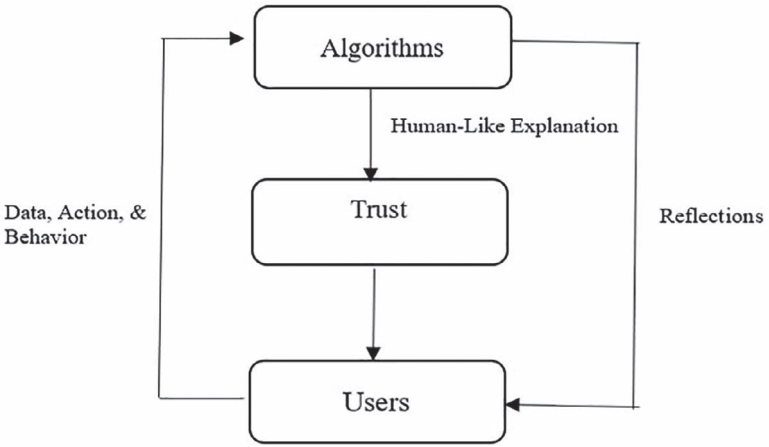 Algorithms
Human-Like Explanation
Trust
Data, Action, &
Behavior
Reflections
Users